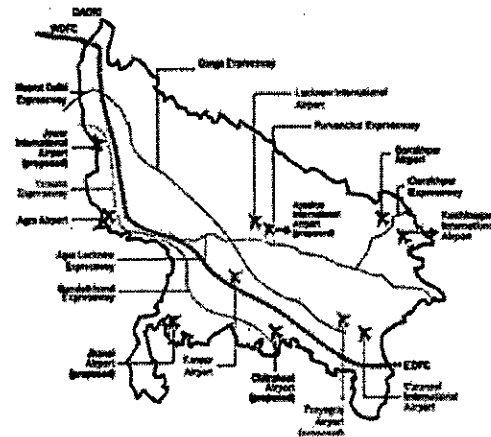 DADRI
WDFC
Ganga Expressway
Meerut Delhi
Expressway
Lucknow International
Airport
Purvanchal Expressway
Jewar
International
Airport
(proposed)
Gorakhpur
Airport
Gorakhpur
Expressway
Yamuna
Expressway
Ayodhya
International
Airport
(proposed)
Kushinagar
International
Airport
Agra Airport
Agra Lucknow
Expressway
Bundelkhand
Expressway
EDFC
Jhansi
Airport
(proposed)
Kanpur
Airport
Chitrakoot
Airport
(proposed)
Prayagraj
Airport
(proposed)
International
Airport